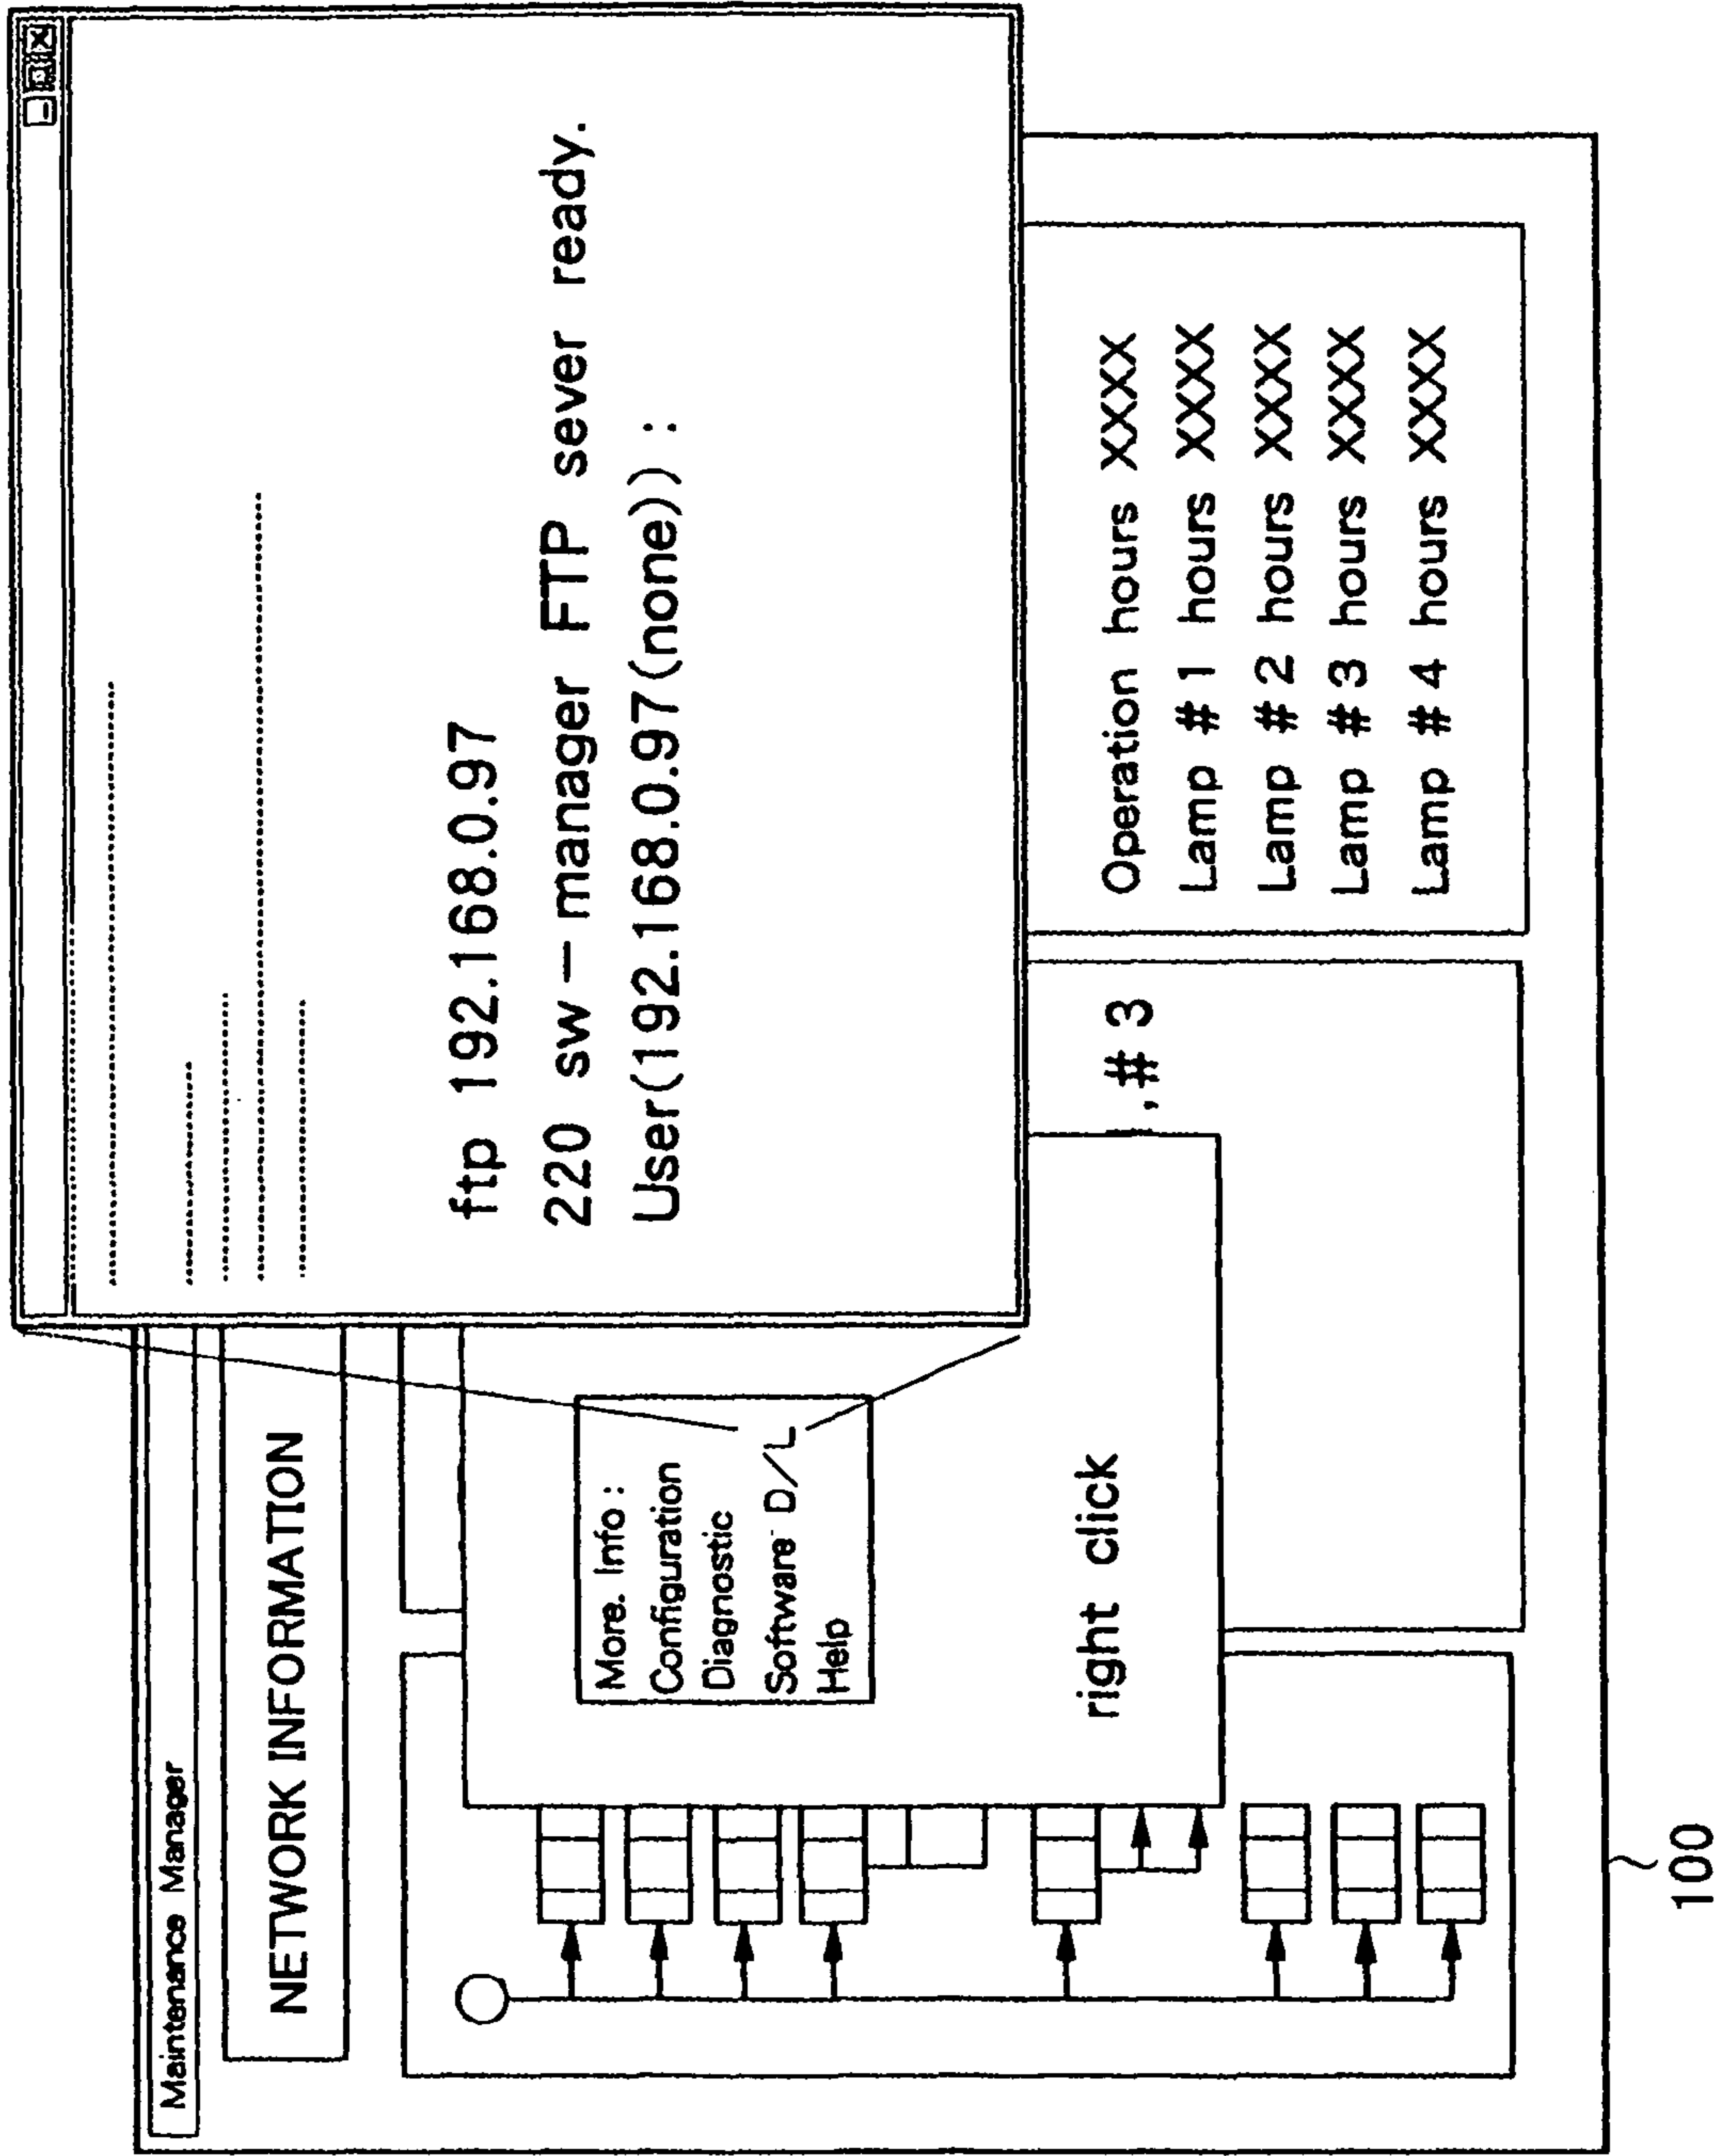 Maintenance Manager
NETWORK INFORMATION
ftp 192.168.0.97
220 sw-manager FTP sever ready.
User(192.168.0.97(none)) :
More. Info :
Configuration
Diagnostic
Software D/L
Help
right click
,#3
Operation hours XXXX
Lamp #1 hours XXXX
Lamp #2 hours XXXX
Lamp #3 hours XXXX
Lamp #4 hours XXXX
100